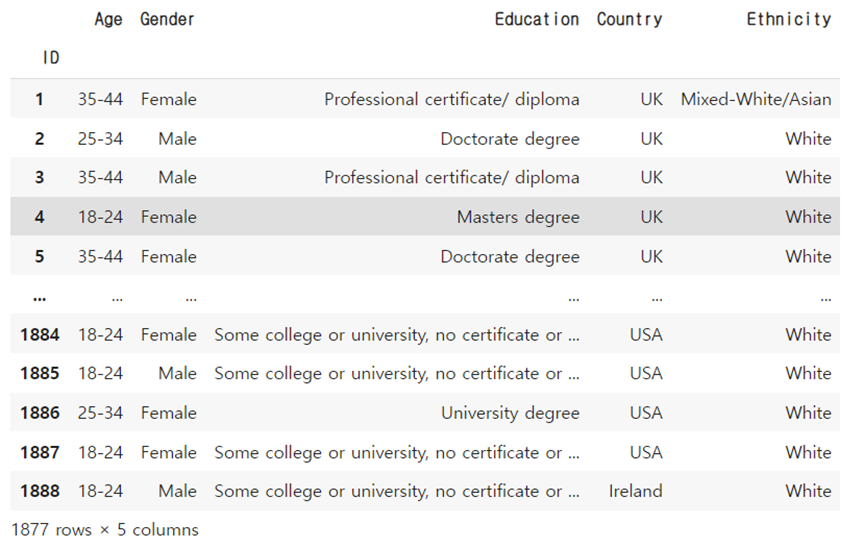 Age Gender Education Country Ethnicity
ID
1 35-44 Female Professional certificate/ diploma UK Mixed-White/Asian
2 25-34 Male Doctorate degree UK White
3 35-44 Male Professional certificate/ diploma UK White
4 18-24 Female Masters degree UK White
5 35-44 Female Doctorate degree UK White
... ... ... ... ... ...
1884 18-24 Female Some college or university, no certificate or ... USA White
1885 18-24 Male Some college or university, no certificate or ... USA White
1886 25-34 Female University degree USA White
1887 18-24 Female Some college or university, no certificate or ... USA White
1888 18-24 Male Some college or university, no certificate or ... Ireland White
1877 rows × 5 columns